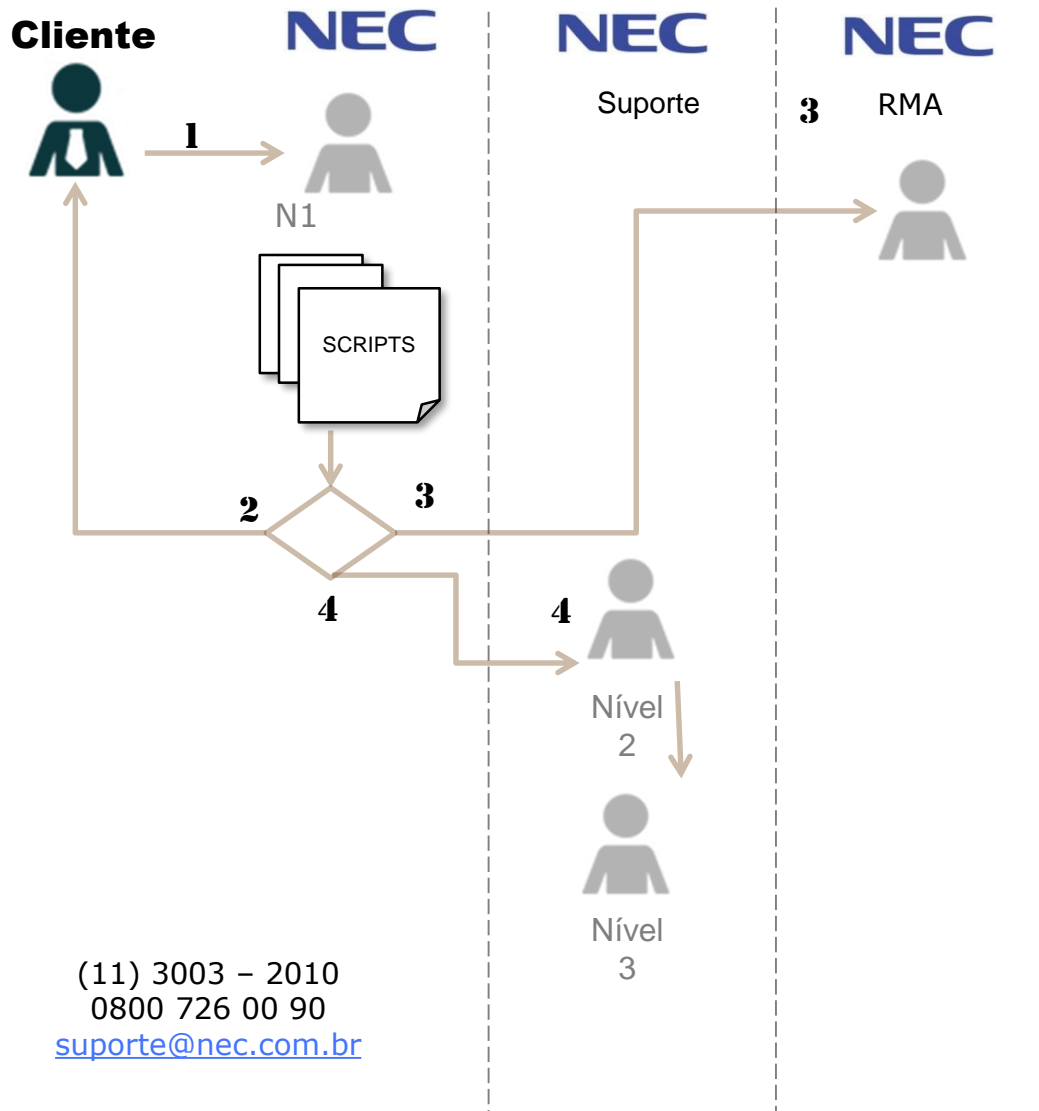 Cliente
NEC
NEC
NEC
Suporte
3
RMA
1
N1
SCRIPTS
2
3
4
4
Nível
2
Nível
3
(11) 3003 – 2010
0800 726 00 90
suporte@nec.com.br